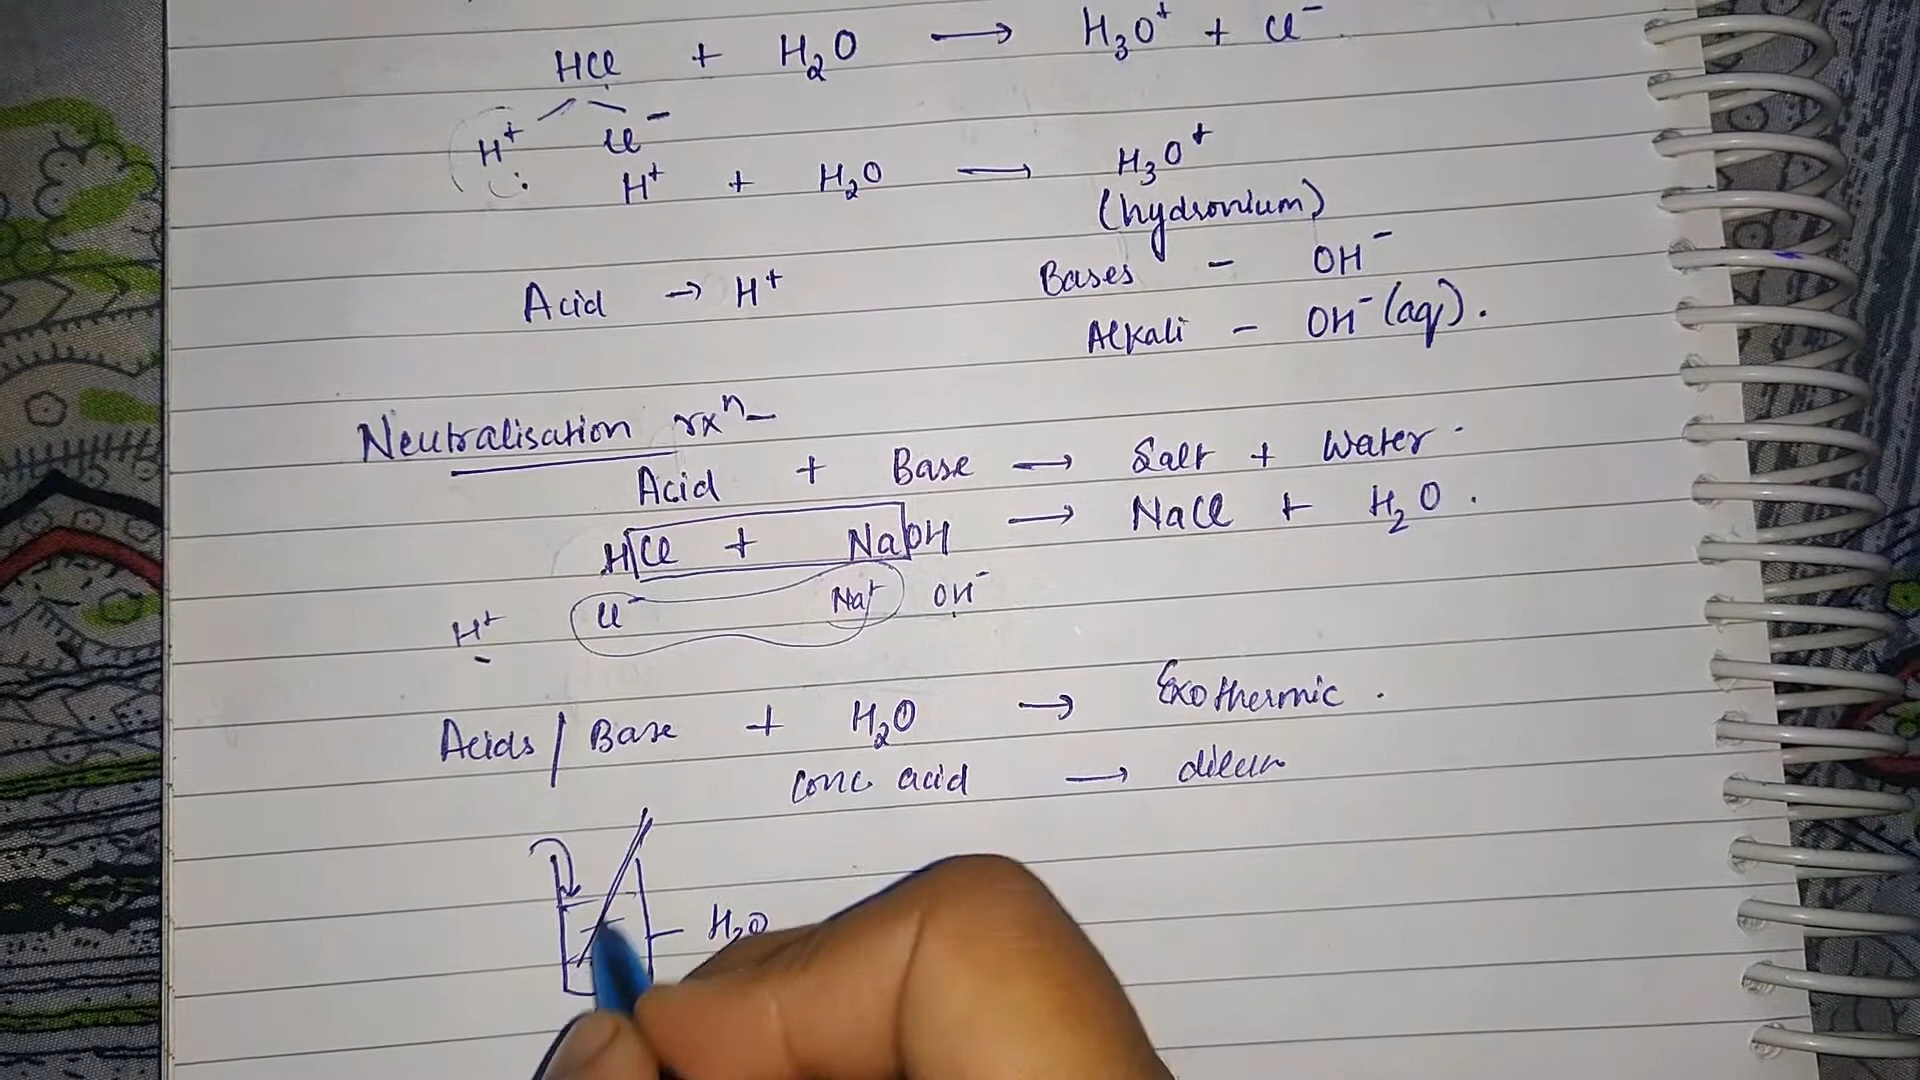 HCl + H₂O → H₃O⁺ + Cl⁻
H⁺ Cl⁻
H⁺ + H₂O → H₃O⁺
(hydronium)
Acid → H⁺
Bases - OH⁻
Alkali - OH⁻(aq).
Neutralisation rxⁿ-
Acid + Base → Salt + Water.
HCl + NaOH → NaCl + H₂O.
H⁺ Cl⁻ Na⁺ OH⁻
Acids/Base + H₂O → Exothermic.
conc. acid →
H₂O